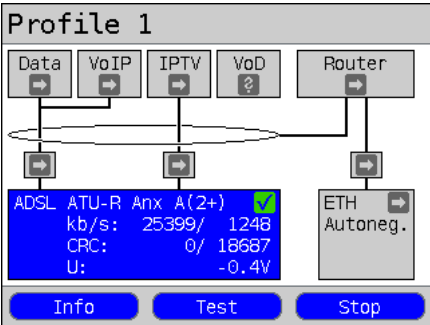 Profile 1
Data VoIP IPTV VoD Router
?
ADSL ATU-R Anx A(2+)
kb/s: 25399/ 1248
CRC: 0/ 18687
U: -0.4V
ETH
Autoneg.
Info Test Stop